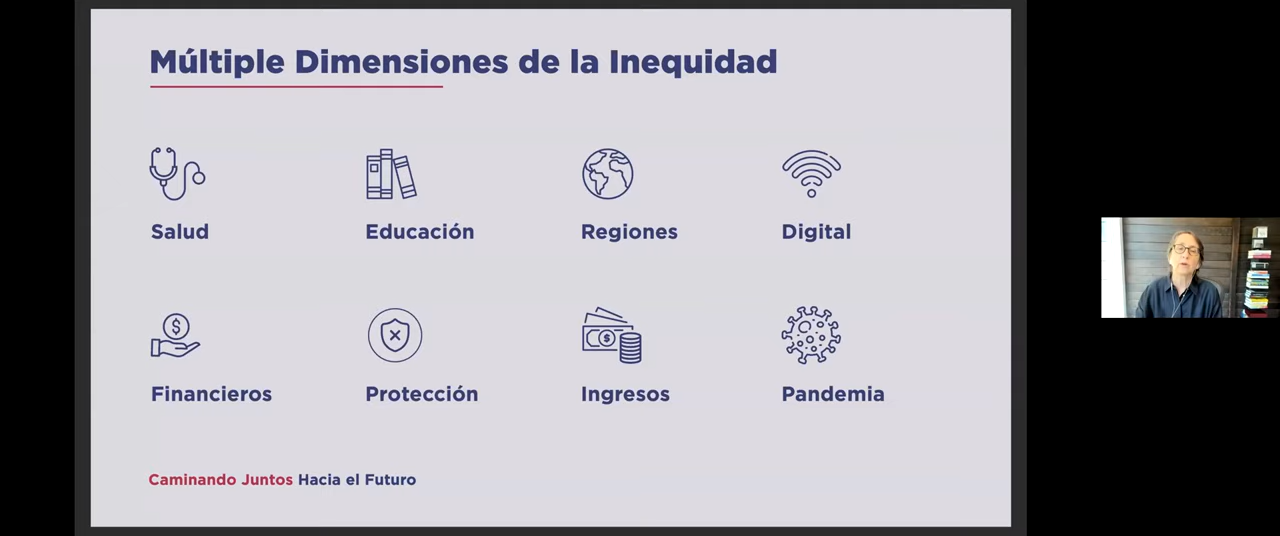 Múltiple Dimensiones de la Inequidad
Salud
Educación
Regiones
Digital
Financieros
Protección
Ingresos
Pandemia
Caminando Juntos Hacia el Futuro